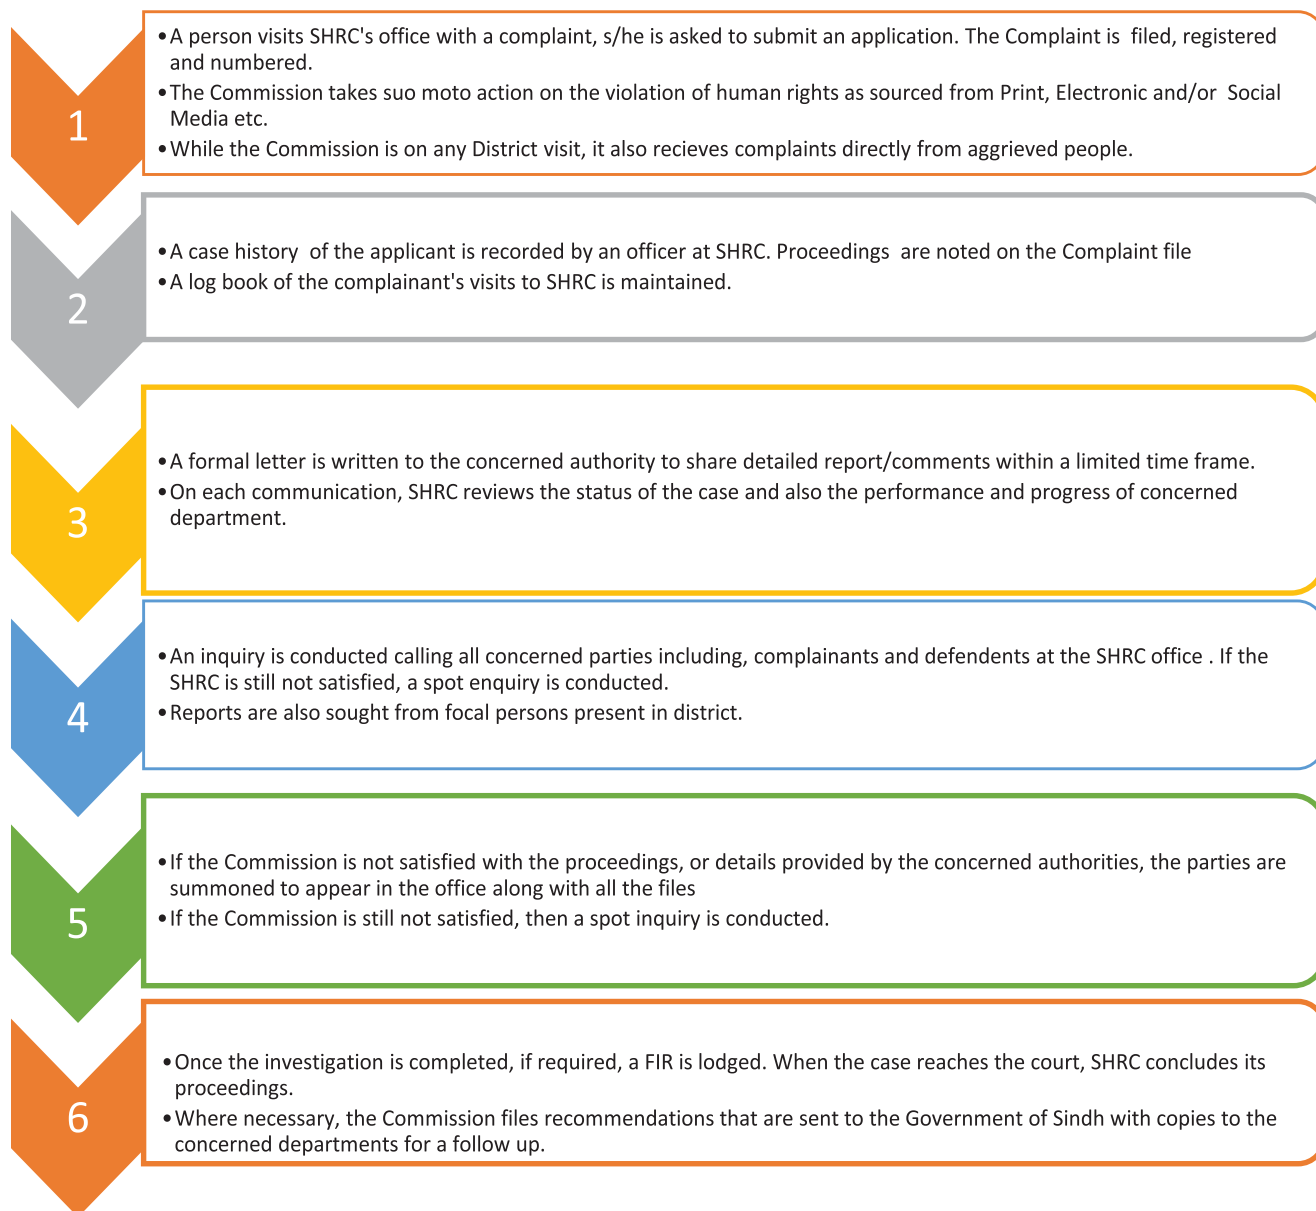 1
•A person visits SHRC's office with a complaint, s/he is asked to submit an application. The Complaint is filed, registered
and numbered.
•The Commission takes suo moto action on the violation of human rights as sourced from Print, Electronic and/or Social
Media etc.
•While the Commission is on any District visit, it also recieves complaints directly from aggrieved people.
2
•A case history of the applicant is recorded by an officer at SHRC. Proceedings are noted on the Complaint file
•A log book of the complainant's visits to SHRC is maintained.
3
•A formal letter is written to the concerned authority to share detailed report/comments within a limited time frame.
•On each communication, SHRC reviews the status of the case and also the performance and progress of concerned
department.
4
•An inquiry is conducted calling all concerned parties including, complainants and defendents at the SHRC office . If the
SHRC is still not satisfied, a spot enquiry is conducted.
•Reports are also sought from focal persons present in district.
5
•If the Commission is not satisfied with the proceedings, or details provided by the concerned authorities, the parties are
summoned to appear in the office along with all the files
•If the Commission is still not satisfied, then a spot inquiry is conducted.
6
•Once the investigation is completed, if required, a FIR is lodged. When the case reaches the court, SHRC concludes its
proceedings.
•Where necessary, the Commission files recommendations that are sent to the Government of Sindh with copies to the
concerned departments for a follow up.